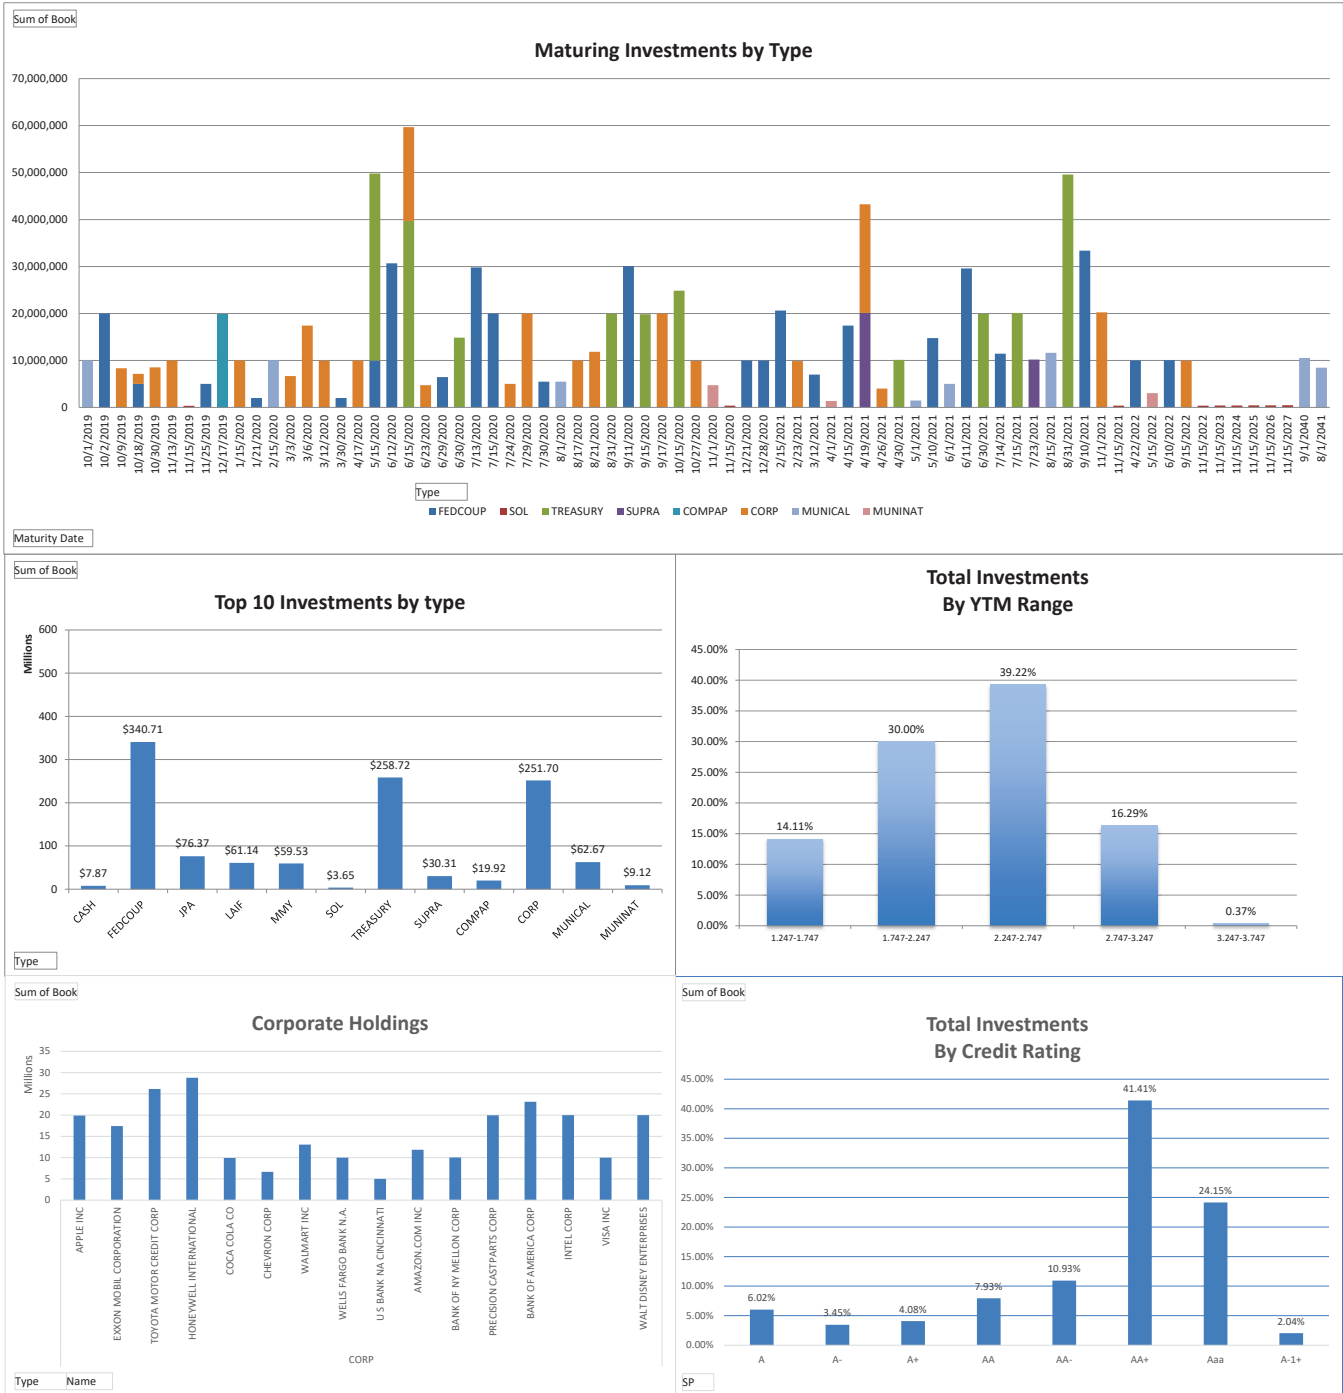 Sum of Book
Maturing Investments by Type
70,000,000
60,000,000
50,000,000
40,000,000
30,000,000
20,000,000
10,000,000
0
10/1/2019
10/2/2019
10/9/2019
10/18/2019
10/30/2019
11/13/2019
11/15/2019
11/25/2019
12/17/2019
1/15/2020
1/21/2020
2/15/2020
3/3/2020
3/6/2020
3/12/2020
3/30/2020
4/17/2020
5/15/2020
6/12/2020
6/15/2020
6/23/2020
6/29/2020
6/30/2020
7/13/2020
7/15/2020
7/24/2020
7/29/2020
7/30/2020
8/1/2020
8/17/2020
8/21/2020
8/31/2020
9/11/2020
9/15/2020
9/17/2020
10/15/2020
10/27/2020
11/1/2020
11/15/2020
12/21/2020
12/28/2020
2/15/2021
2/23/2021
3/12/2021
4/1/2021
4/15/2021
4/19/2021
4/26/2021
4/30/2021
5/1/2021
5/10/2021
6/1/2021
6/11/2021
6/30/2021
7/14/2021
7/15/2021
7/23/2021
8/15/2021
8/31/2021
9/10/2021
11/1/2021
11/15/2021
4/22/2022
5/15/2022
6/10/2022
9/15/2022
11/15/2022
11/15/2023
11/15/2024
11/15/2025
11/15/2026
11/15/2027
9/1/2040
8/1/2041
Type
FEDCOUP SOL TREASURY SUPRA COMPAP CORP MUNICAL MUNINAT
Maturity Date
Sum of Book
Top 10 Investments by type
Millions
600
500
400
300
200
100
0
$7.87
$340.71
$76.37
$61.14
$59.53
$3.65
$258.72
$30.31
$19.92
$251.70
$62.67
$9.12
CASH
FEDCOUP
JPA
LAIF
MMY
SOL
TREASURY
SUPRA
COMPAP
CORP
MUNICAL
MUNINAT
Type
Total Investments
By YTM Range
45.00%
40.00%
35.00%
30.00%
25.00%
20.00%
15.00%
10.00%
5.00%
0.00%
14.11%
30.00%
39.22%
16.29%
0.37%
1.247-1.747
1.747-2.247
2.247-2.747
2.747-3.247
3.247-3.747
Sum of Book
Corporate Holdings
Millions
35
30
25
20
15
10
5
0
APPLE INC
EXXON MOBIL CORPORATION
TOYOTA MOTOR CREDIT CORP
HONEYWELL INTERNATIONAL
COCA COLA CO
CHEVRON CORP
WALMART INC
WELLS FARGO BANK N.A.
U S BANK NA CINCINNATI
AMAZON.COM INC
BANK OF NY MELLON CORP
PRECISION CASTPARTS CORP
BANK OF AMERICA CORP
INTEL CORP
VISA INC
WALT DISNEY ENTERPRISES
CORP
Type Name
Sum of Book
Total Investments
By Credit Rating
45.00%
40.00%
35.00%
30.00%
25.00%
20.00%
15.00%
10.00%
5.00%
0.00%
6.02%
3.45%
4.08%
7.93%
10.93%
41.41%
24.15%
2.04%
A
A-
A+
AA
AA-
AA+
Aaa
A-1+
SP